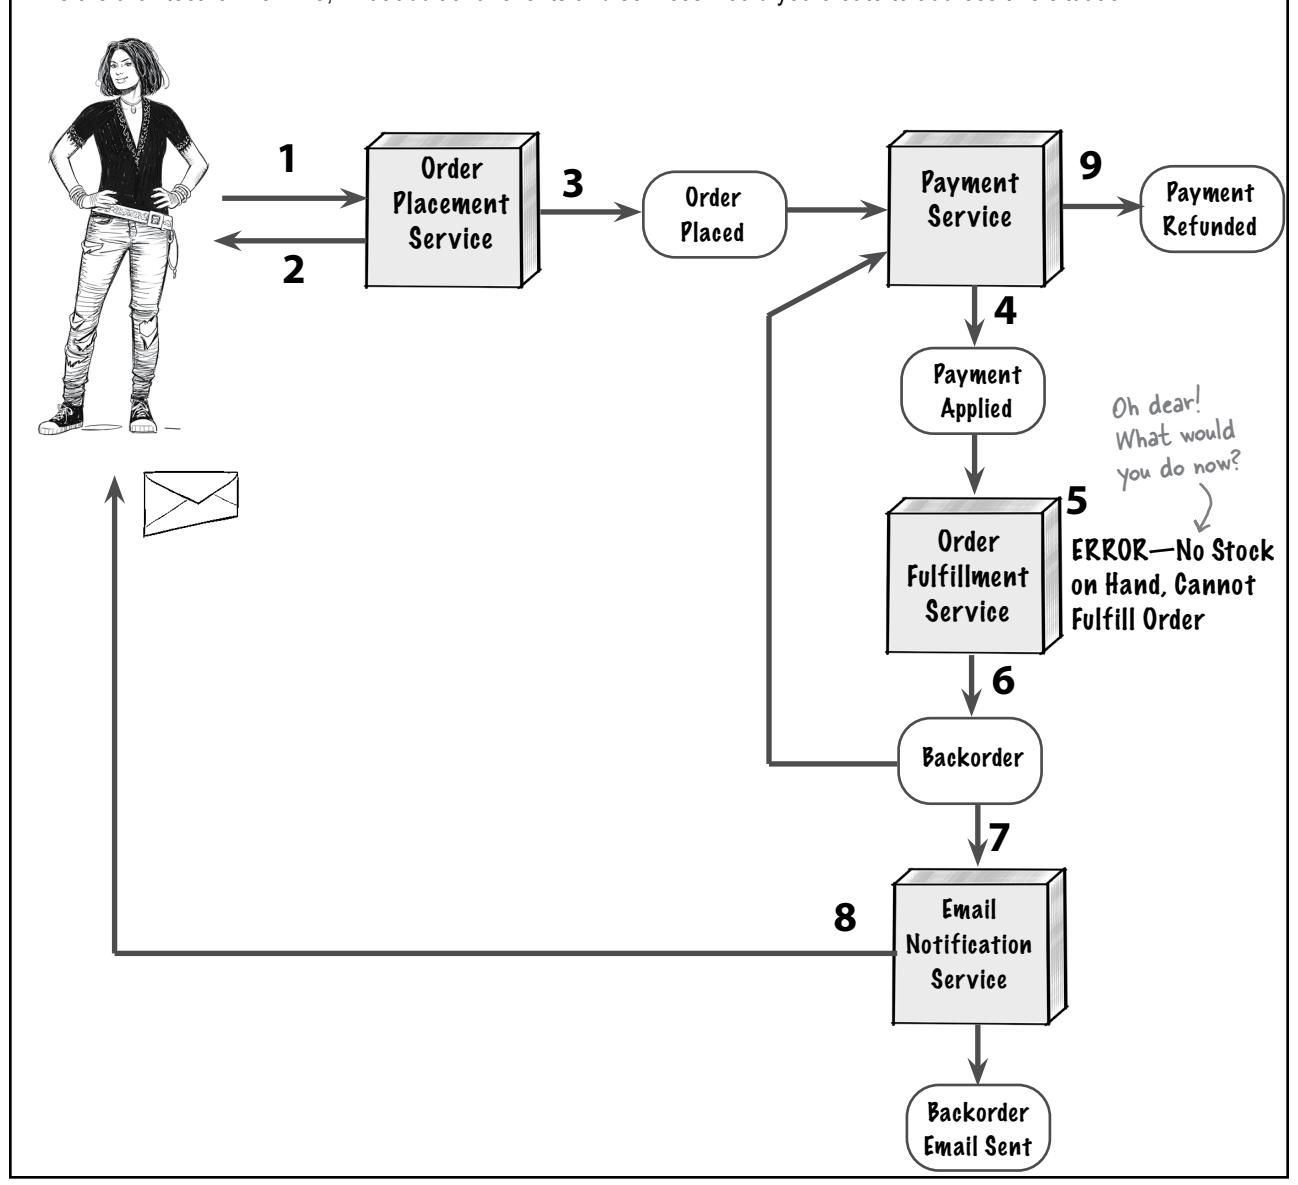 1
Order
Placement
Service
2
3
Order
Placed
Payment
Service
9
Payment
Refunded
4
Payment
Applied
Oh dear!
What would
you do now?
5
Order
Fulfillment
Service
ERROR—No Stock
on Hand, Cannot
Fulfill Order
6
Backorder
7
8
Email
Notification
Service
Backorder
Email Sent